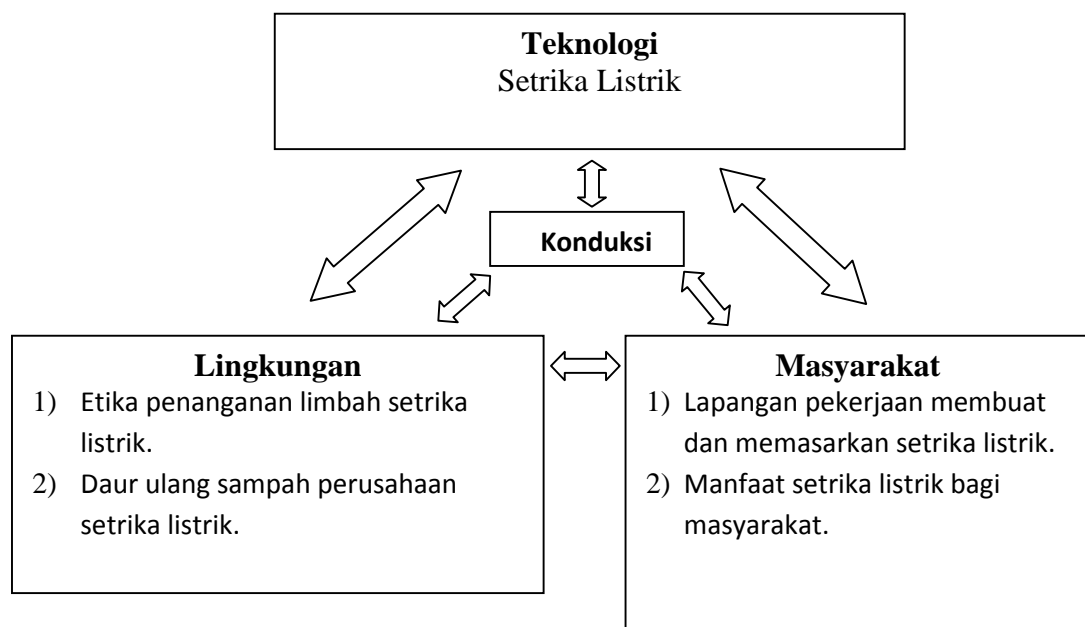 Teknologi
Setrika Listrik
Konduksi
Lingkungan
1) Etika penanganan limbah setrika
listrik.
2) Daur ulang sampah perusahaan
setrika listrik.
Masyarakat
1) Lapangan pekerjaan membuat
dan memasarkan setrika listrik.
2) Manfaat setrika listrik bagi
masyarakat.